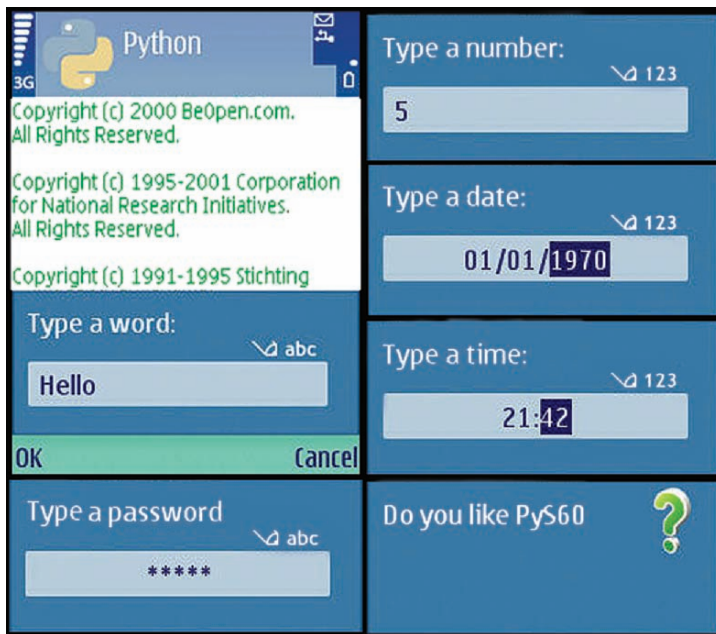 3G
Python
Copyright (c) 2000 BeOpen.com.
All Rights Reserved.
Copyright (c) 1995-2001 Corporation
for National Research Initiatives.
All Rights Reserved.
Copyright (c) 1991-1995 Stichting
Type a word:
abc
Hello
OK Cancel
Type a password
abc
*****
Type a number:
123
5
Type a date:
123
01/01/1970
Type a time:
123
21:42
Do you like PyS60
?